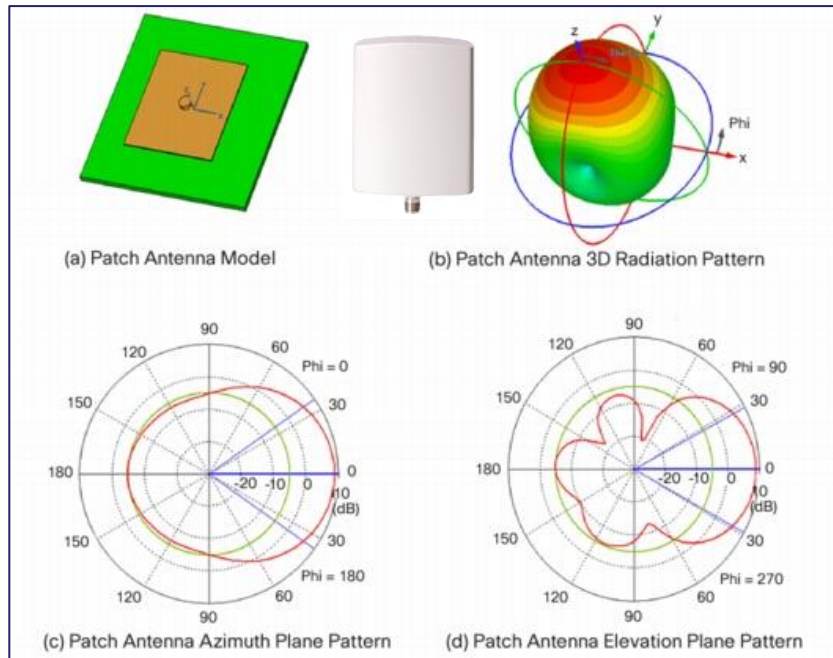 z
y
Phi
x
(a) Patch Antenna Model
(b) Patch Antenna 3D Radiation Pattern
90
120
60
Phi = 0
150
30
180
-20
-10
0
0
10
(dB)
150
30
120
60
Phi = 180
90
(c) Patch Antenna Azimuth Plane Pattern
90
120
60
Phi = 90
150
30
180
-20
-10
0
0
10
(dB)
150
30
120
60
Phi = 270
90
(d) Patch Antenna Elevation Plane Pattern